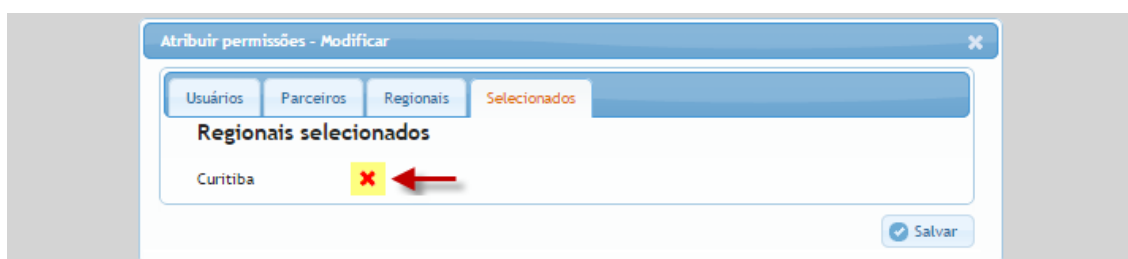 Atribuir permissões - Modificar
Usuários Parceiros Regionais Selecionados
Regionais selecionados
Curitiba
Salvar